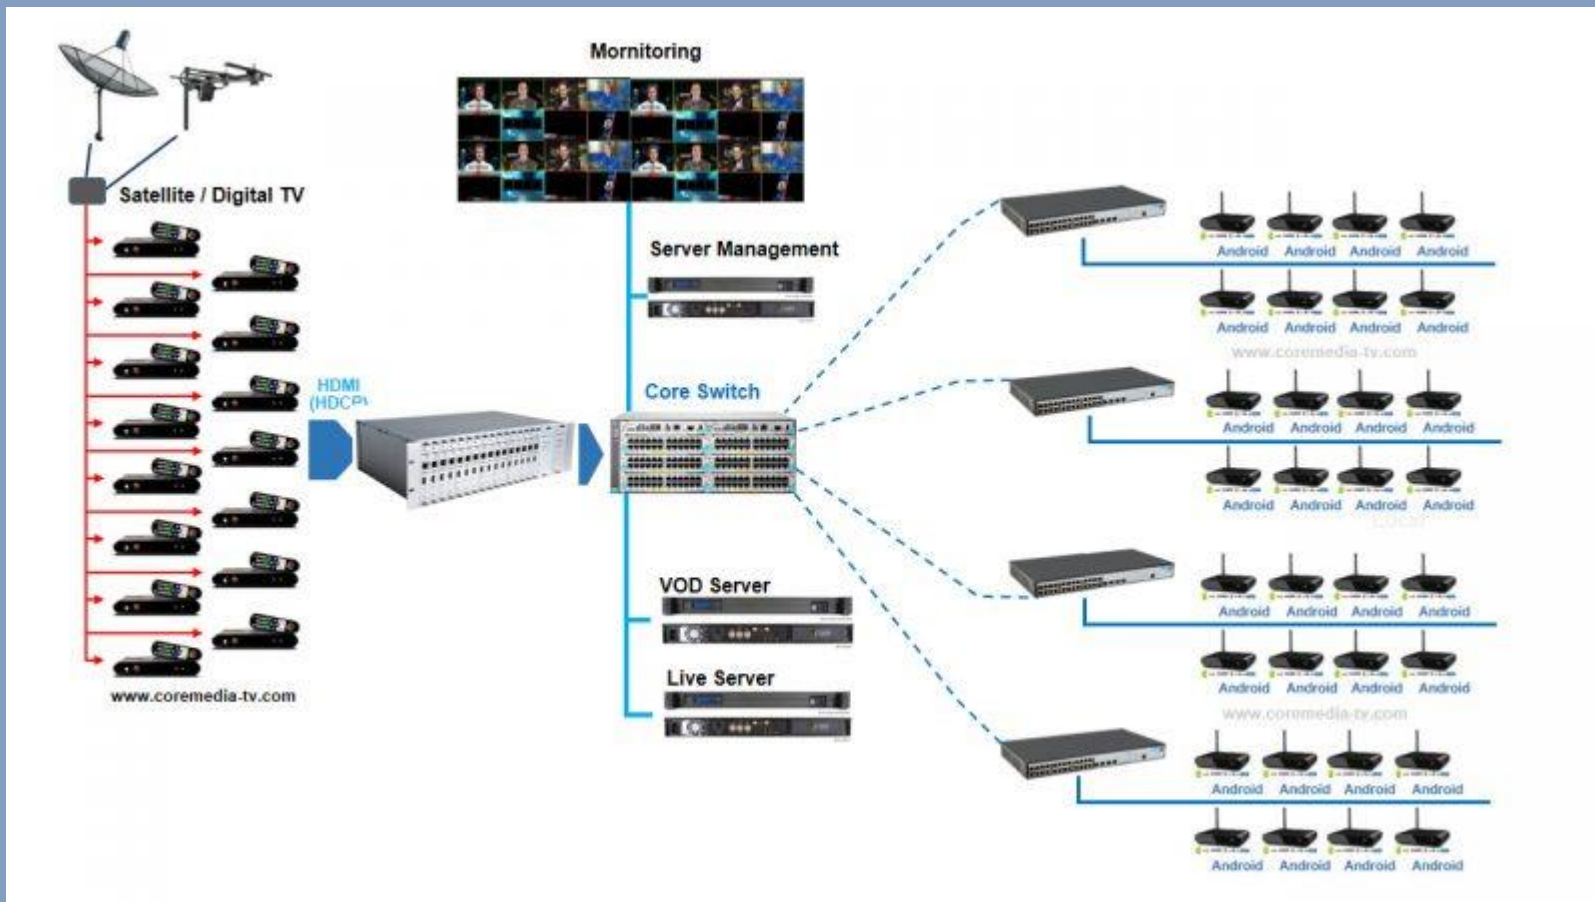 Mornitoring
Satellite / Digital TV
Server Management
HDMI
(HDCP)
Core Switch
VOD Server
Live Server
www.coremedia-tv.com
Android Android Android Android
Android Android Android Android
www.coremedia-tv.com
Android Android Android Android
Android Android Android Android
Local
Android Android Android Android
Android Android Android Android
www.coremedia-tv.com
Android Android Android Android
Android Android Android Android